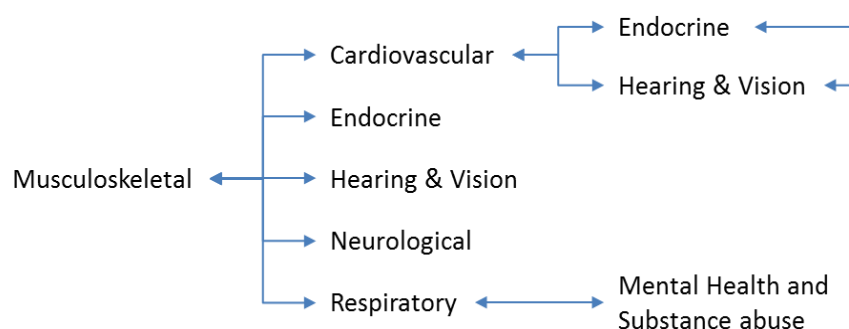 Endocrine
Cardiovascular
Hearing & Vision
Endocrine
Musculoskeletal
Hearing & Vision
Neurological
Respiratory
Mental Health and
Substance abuse